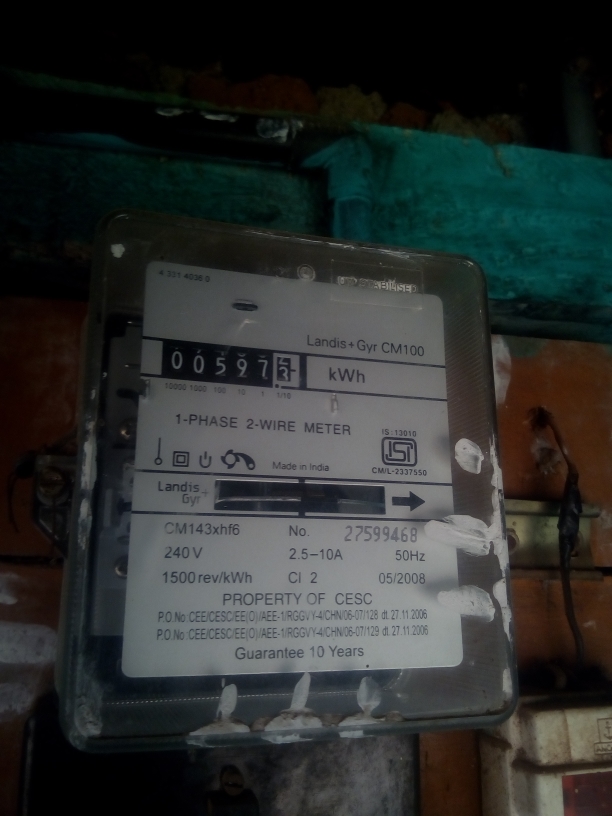 Landis+Gyr CM100
00597 3 kWh
10000 1000 100 10 1 1/10
1-PHASE 2-WIRE METER
IS:13010
ISI
CM/L-2337550
Made in India
Landis
Gyr+
CM143xhf6 No. 27599468
240 V 2.5–10A 50Hz
1500 rev/kWh Cl 2 05/2008
PROPERTY OF CESC
P.O.No:CEE/CESC/EE(O)/AEE-1/RGGVY-4/CHN/06-07/128 dt. 27.11.2006
P.O.No:CEE/CESC/EE(O)/AEE-1/RGGVY-4/CHN/06-07/129 dt. 27.11.2006
Guarantee 10 Years